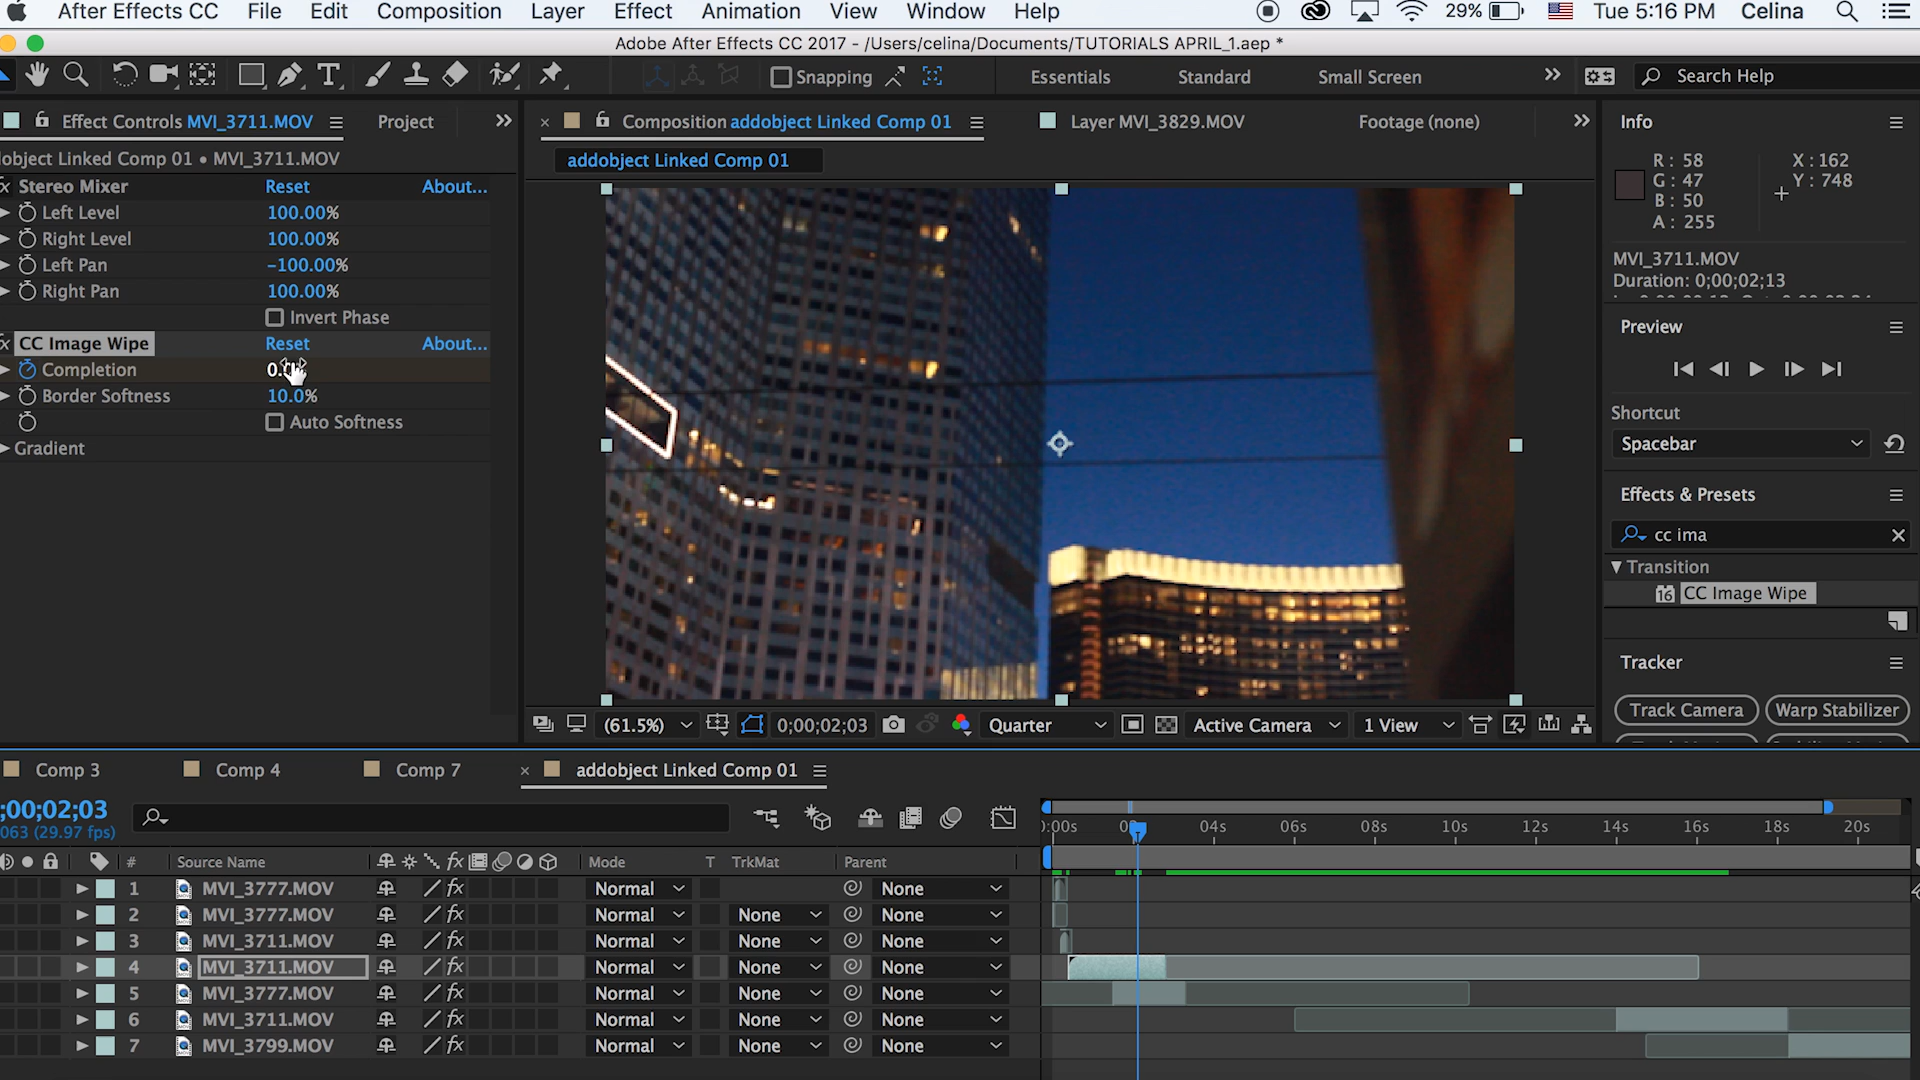 After Effects CC File Edit Composition Layer Effect Animation View Window Help 29% Tue 5:16 PM Celina
Adobe After Effects CC 2017 - /Users/celina/Documents/TUTORIALS APRIL_1.aep *
Snapping Essentials Standard Small Screen Search Help
Effect Controls MVI_3711.MOV Project
Composition addobject Linked Comp 01 Layer MVI_3829.MOV Footage (none)
Info
object Linked Comp 01 • MVI_3711.MOV
addobject Linked Comp 01
Stereo Mixer Reset About...
Left Level 100.00%
Right Level 100.00%
Left Pan -100.00%
Right Pan 100.00%
Invert Phase
CC Image Wipe Reset About...
Completion
Border Softness 10.0%
Auto Softness
Gradient
R: 58 X: 162
G: 47 Y: 748
B: 50
A: 255
MVI_3711.MOV
Duration: 0;00;02;13
Preview
Shortcut
Spacebar
Effects & Presets
cc ima
Transition
16 CC Image Wipe
Tracker
Track Camera Warp Stabilizer
(61.5%) 0;00;02;03 Quarter Active Camera 1 View
Comp 3 Comp 4 Comp 7 addobject Linked Comp 01
;00;02;03
063 (29.97 fps)
:00s 04s 06s 08s 10s 12s 14s 16s 18s 20s
# Source Name fx Mode T TrkMat Parent
1 MVI_3777.MOV fx Normal None
2 MVI_3777.MOV fx Normal None None
3 MVI_3711.MOV fx Normal None None
4 MVI_3711.MOV fx Normal None None
5 MVI_3777.MOV fx Normal None None
6 MVI_3711.MOV fx Normal None None
7 MVI_3799.MOV fx Normal None None